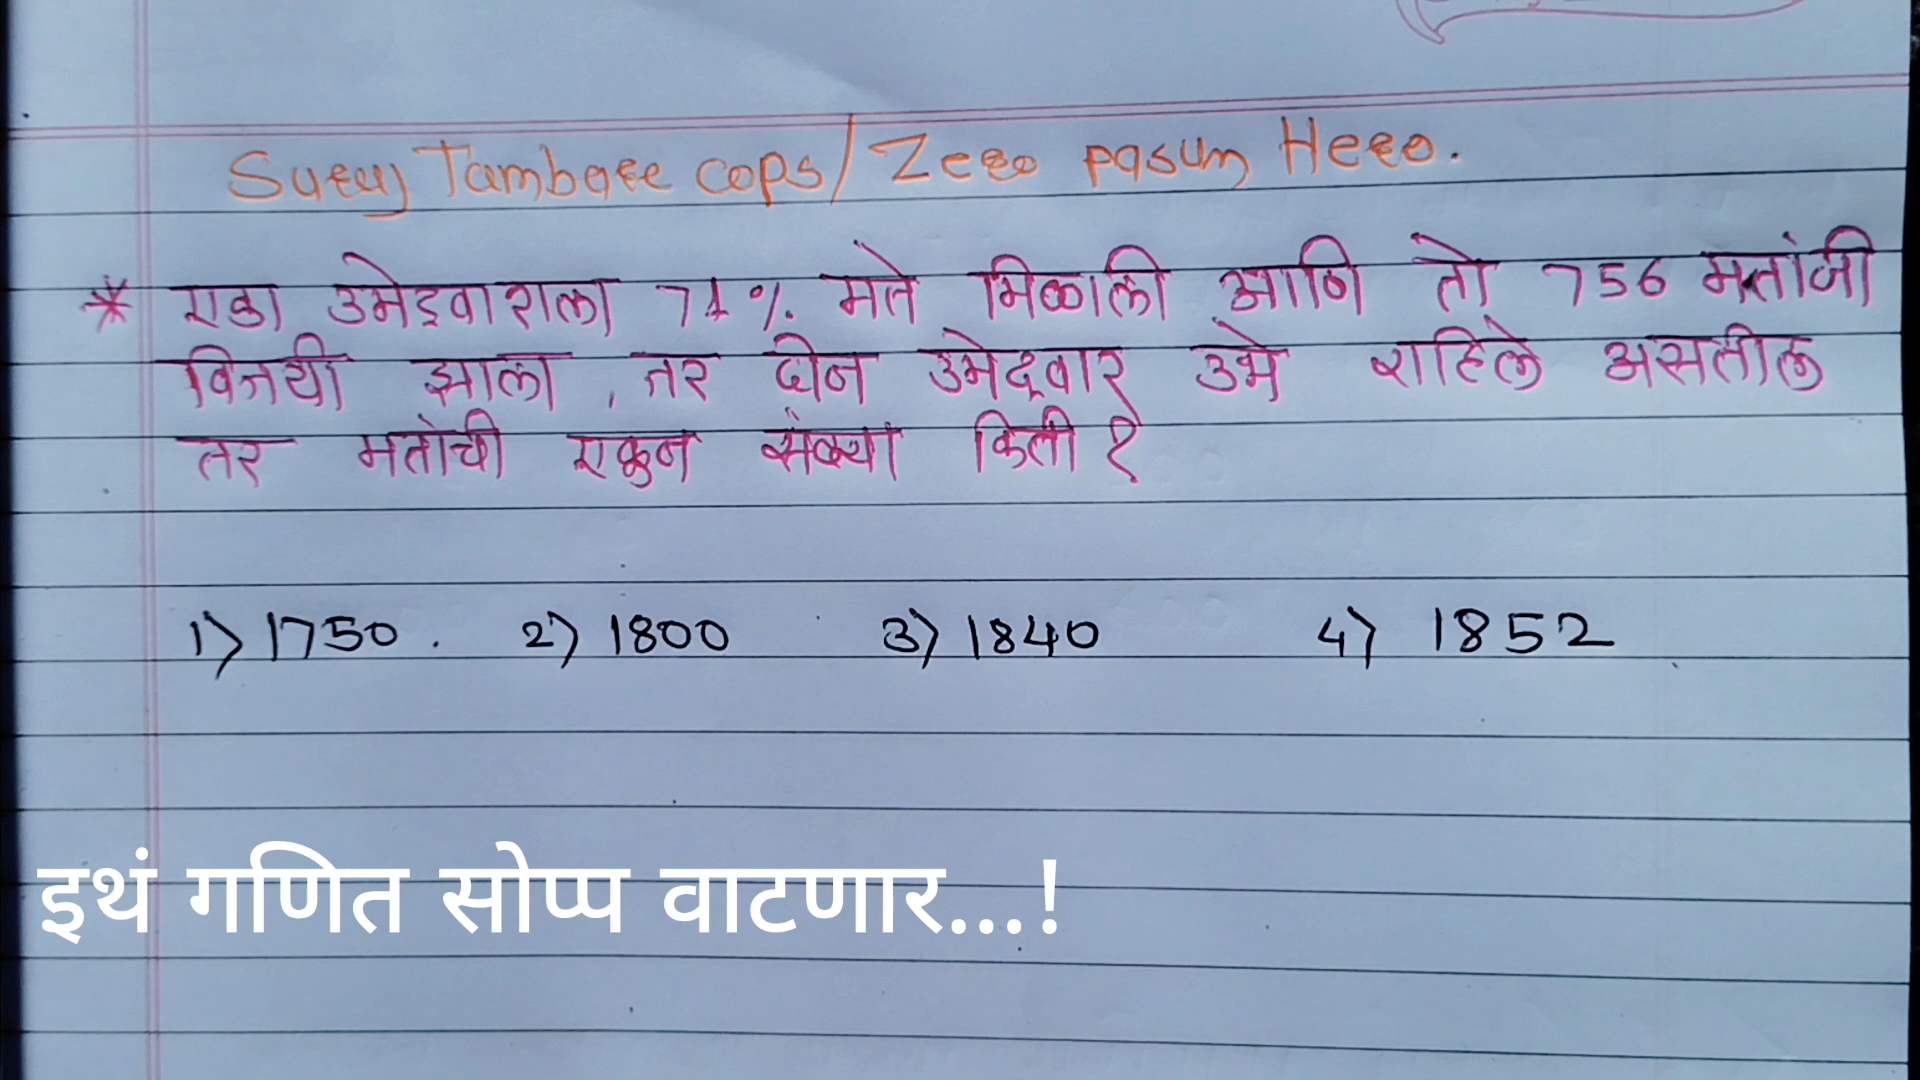 Suruj Tambare cops/Zero pasun Hero.
* एका उमेदवाराला 71% मते मिळाली आणि तो 756 मतांनी
विजयी झाला , तर दोन उमेदवार उभे राहिले असतील
तर मतांची एकुन संख्या किती ?
1) 1750 . 2) 1800 3) 1840 4) 1852
इथं गणित सोप्प वाटणार...!